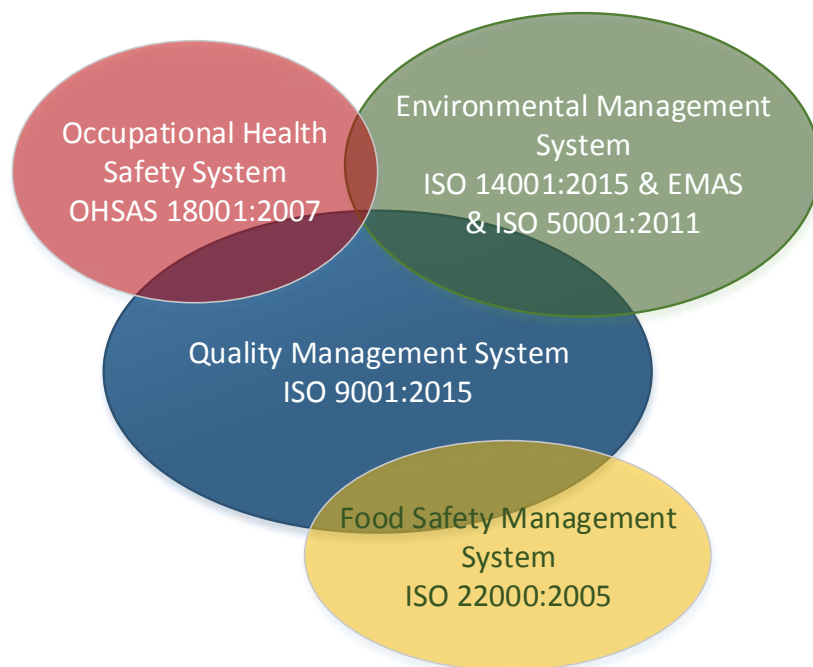 Occupational Health
Safety System
OHSAS 18001:2007
Environmental Management
System
ISO 14001:2015 & EMAS
& ISO 50001:2011
Quality Management System
ISO 9001:2015
Food Safety Management
System
ISO 22000:2005